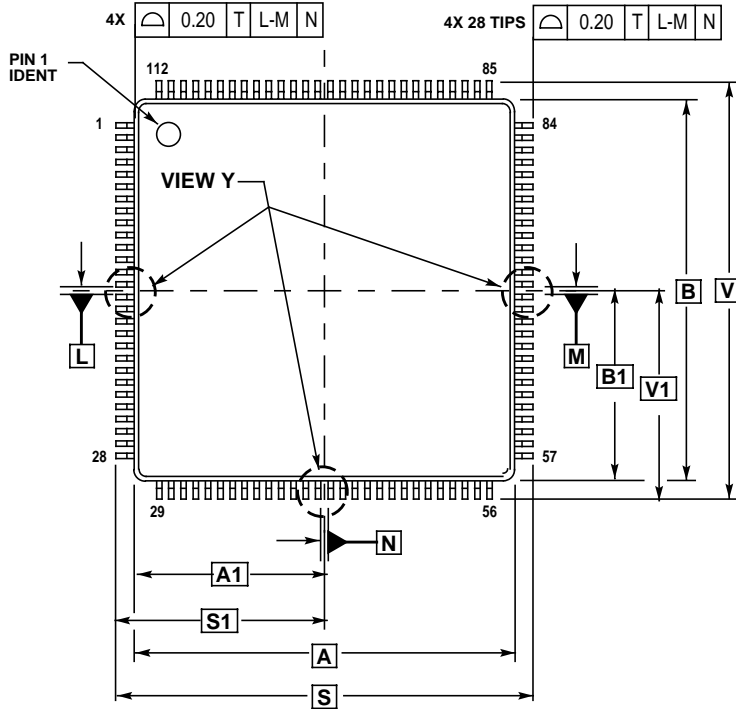 4X 0.20 T L-M N
4X 28 TIPS 0.20 T L-M N
PIN 1
IDENT
112 85
1 84
VIEW Y
L M B V
B1 V1
28 57
29 56
N
A1
S1
A
S